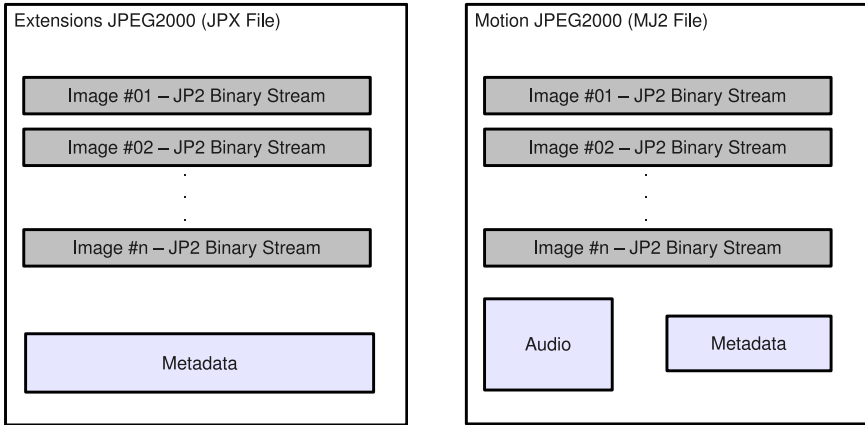 Extensions JPEG2000 (JPX File)
Image #01 – JP2 Binary Stream
Image #02 – JP2 Binary Stream
.
.
.
Image #n – JP2 Binary Stream
Metadata
Motion JPEG2000 (MJ2 File)
Image #01 – JP2 Binary Stream
Image #02 – JP2 Binary Stream
.
.
.
Image #n – JP2 Binary Stream
Audio
Metadata